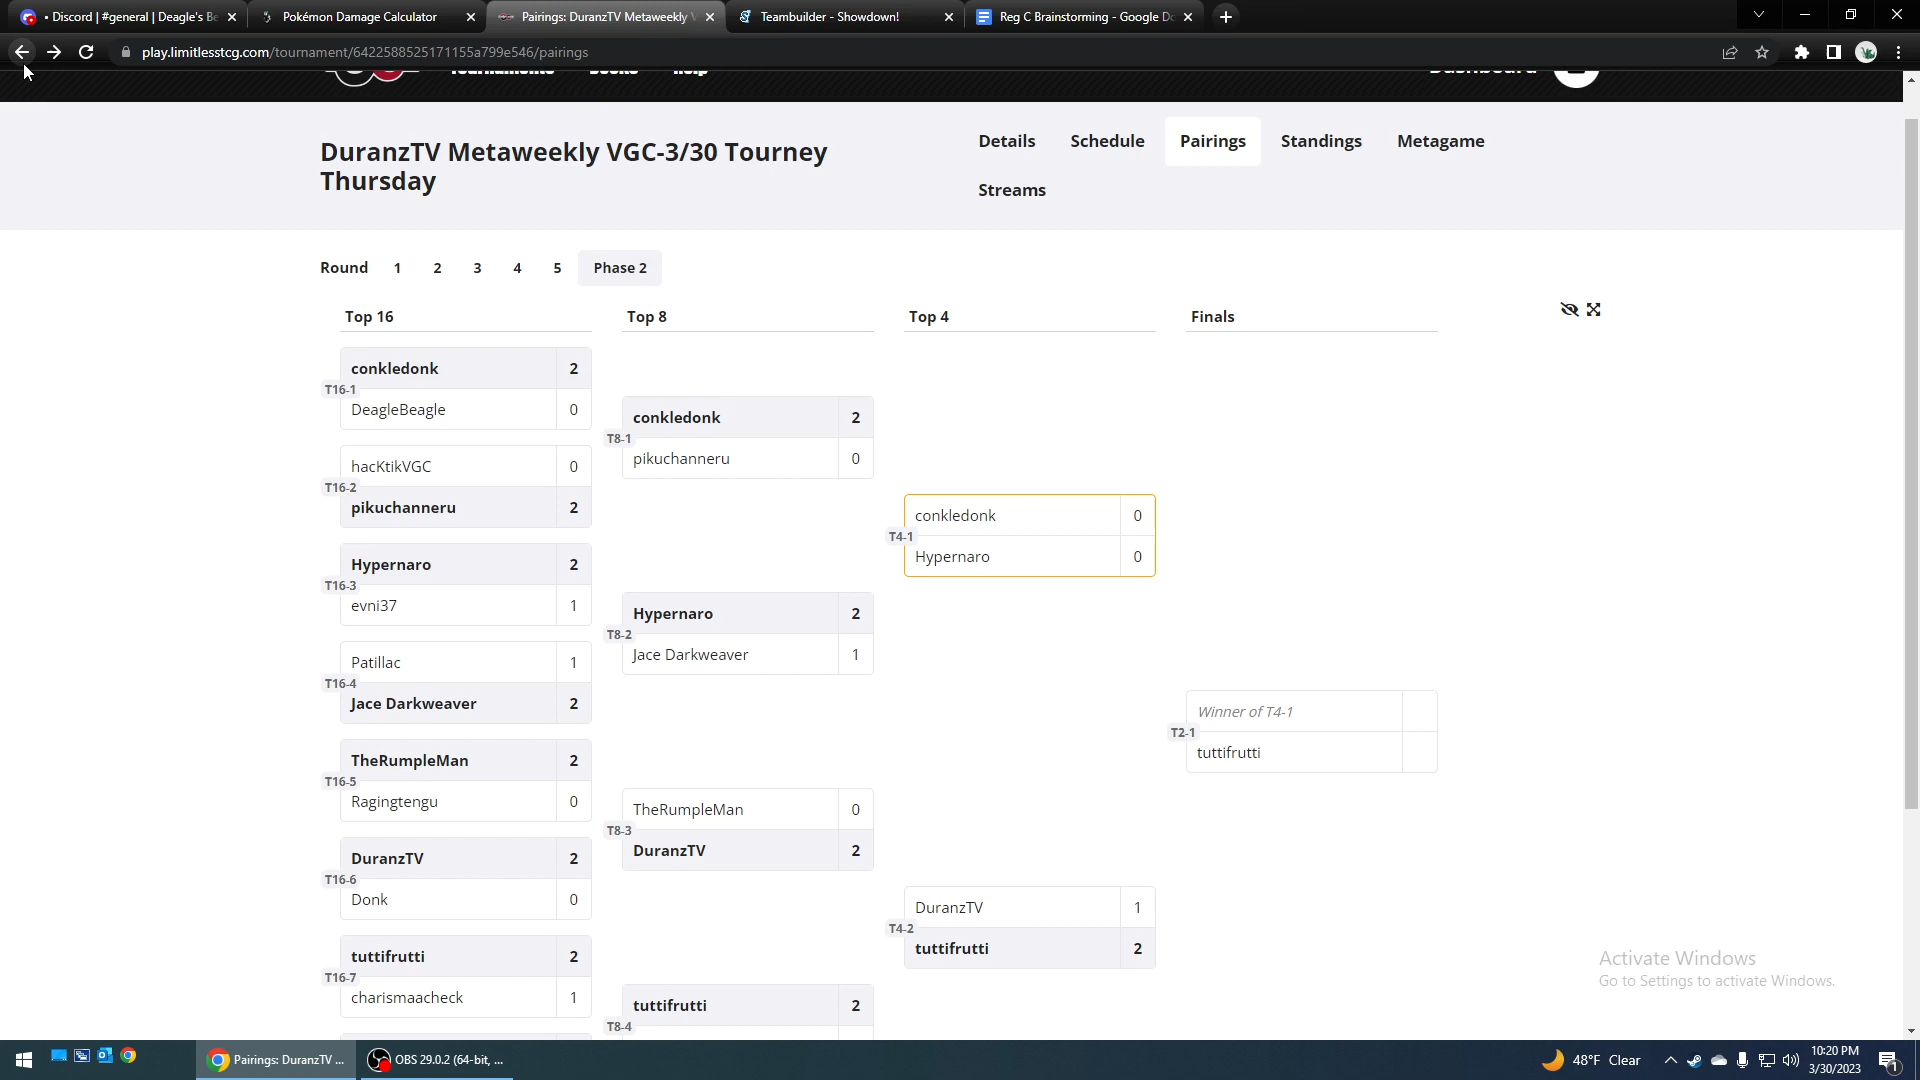 • Discord | #general | Deagle's Be
Pokémon Damage Calculator
Pairings: DuranzTV Metaweekly V
Teambuilder - Showdown!
Reg C Brainstorming - Google Do
play.limitlesstcg.com/tournament/6422588525171155a799e546/pairings
Tournaments
Decks
Help
Dashboard
DuranzTV Metaweekly VGC-3/30 Tourney
Thursday
Details
Schedule
Pairings
Standings
Metagame
Streams
Round 1 2 3 4 5 Phase 2
Top 16
Top 8
Top 4
Finals
T16-1
conkledonk 2
DeagleBeagle 0
T16-2
hacKtikVGC 0
pikuchanneru 2
T16-3
Hypernaro 2
evni37 1
T16-4
Patillac 1
Jace Darkweaver 2
T16-5
TheRumpleMan 2
Ragingtengu 0
T16-6
DuranzTV 2
Donk 0
T16-7
tuttifrutti 2
charismaacheck 1
T8-1
conkledonk 2
pikuchanneru 0
T8-2
Hypernaro 2
Jace Darkweaver 1
T8-3
TheRumpleMan 0
DuranzTV 2
T8-4
tuttifrutti 2
T4-1
conkledonk 0
Hypernaro 0
T4-2
DuranzTV 1
tuttifrutti 2
T2-1
Winner of T4-1
tuttifrutti
Activate Windows
Go to Settings to activate Windows.
Pairings: DuranzTV ...
OBS 29.0.2 (64-bit, ...
48°F Clear
10:20 PM
3/30/2023
1